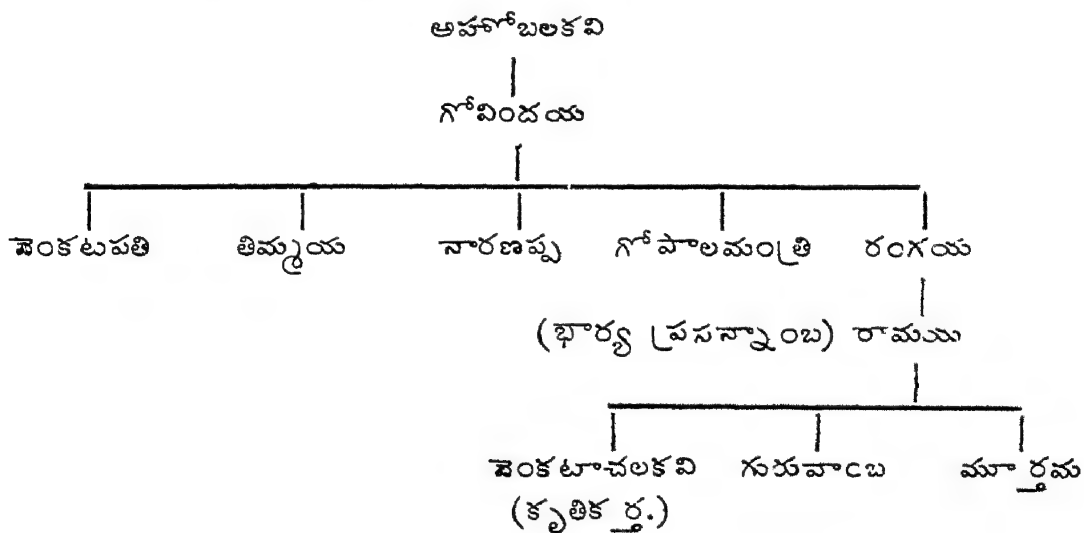 అహోబలకవి
గోవిందయ
వెంకటపతి తిమ్మయ నారణప్ప గోపాలమంత్రి రంగయ
(భార్య ప్రసన్నాంబ) రామయ
వెంకటాచలకవి గురువాంబ మూర్తమ
(కృతికర్త.)